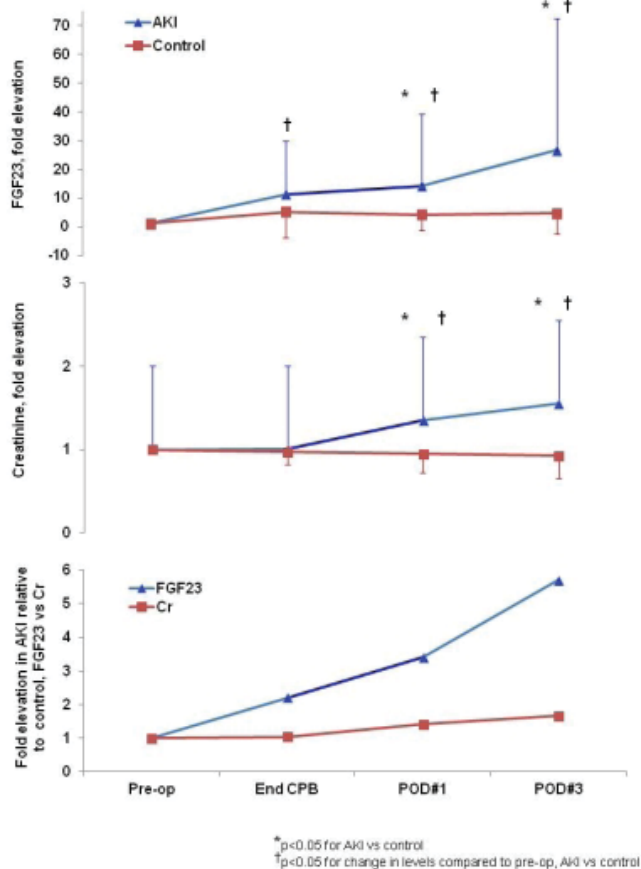 * †
AKI
Control
70
60
50
40
30
20
10
0
-10
FGF23, fold elevation
* †
†
3
2
1
0
Creatinine, fold elevation
* †
* †
6
5
4
3
2
1
0
Fold elevation in AKI relative
to control, FGF23 vs Cr
FGF23
Cr
Pre-op End CPB POD#1 POD#3
*p<0.05 for AKI vs control
†p<0.05 for change in levels compared to pre-op, AKI vs control